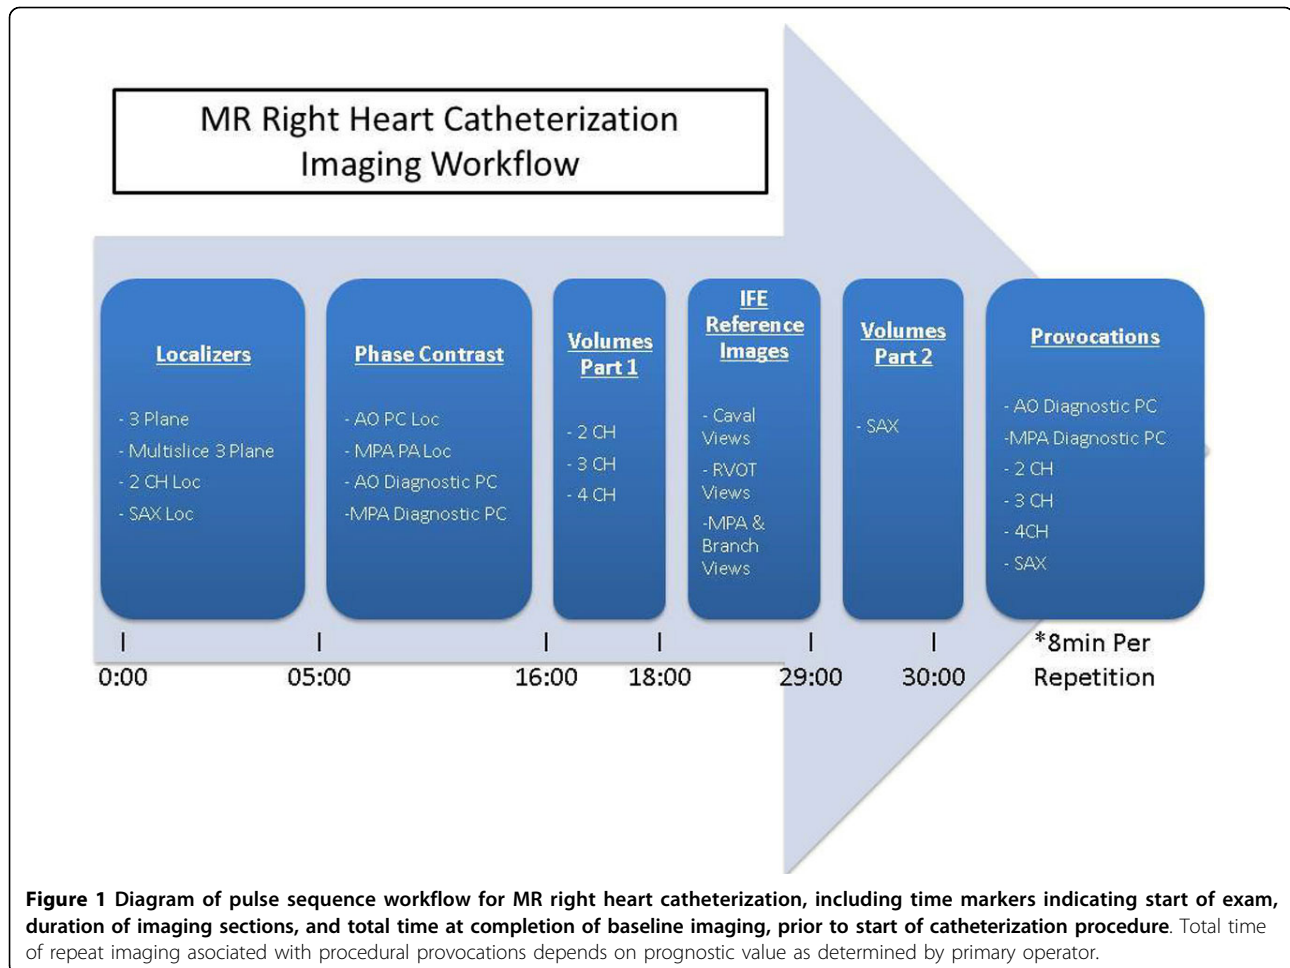 MR Right Heart Catheterization
Imaging Workflow
Localizers
- 3 Plane
- Multislice 3 Plane
- 2 CH Loc
- SAX Loc
Phase Contrast
- AO PC Loc
- MPA PA Loc
- AO Diagnostic PC
-MPA Diagnostic PC
Volumes
Part 1
- 2 CH
- 3 CH
- 4 CH
IFE
Reference
Images
- Caval
Views
- RVOT
Views
-MPA &
Branch
Views
Volumes
Part 2
- SAX
Provocations
- AO Diagnostic PC
-MPA Diagnostic PC
- 2 CH
- 3 CH
- 4CH
- SAX
0:00
05:00
16:00
18:00
29:00
30:00
*8min Per
Repetition
Figure 1 Diagram of pulse sequence workflow for MR right heart catheterization, including time markers indicating start of exam,
duration of imaging sections, and total time at completion of baseline imaging, prior to start of catheterization procedure. Total time
of repeat imaging asociated with procedural provocations depends on prognostic value as determined by primary operator.